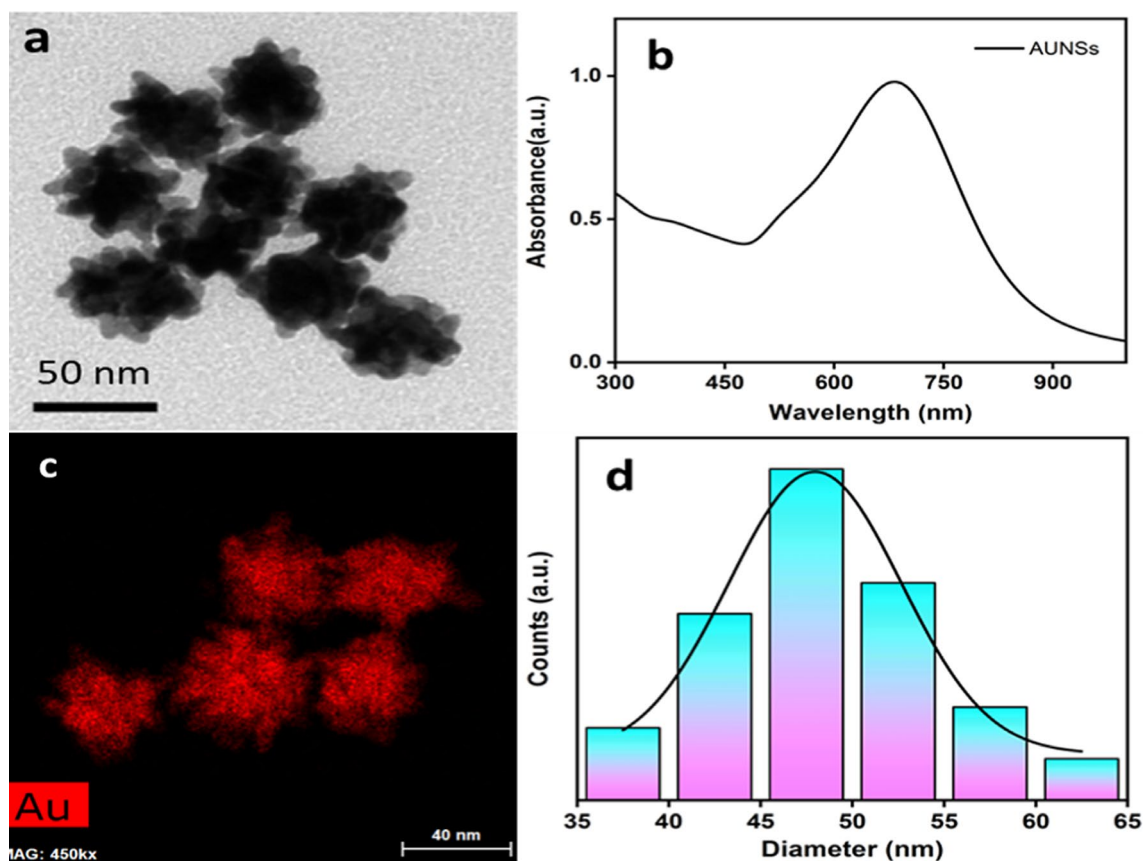 a
50 nm
b
AUNSs
Absorbance(a.u.)
1.0
0.5
0.0
300 450 600 750 900
Wavelength (nm)
c
Au
40 nm
MAG: 450kx
d
Counts (a.u.)
35 40 45 50 55 60 65
Diameter (nm)